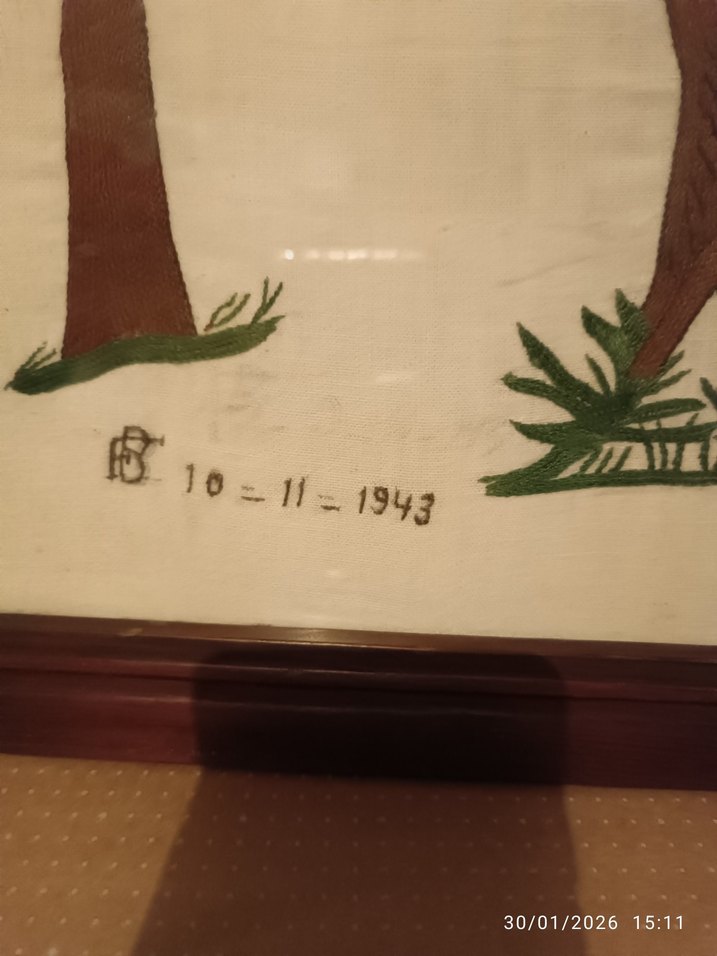 10 = 11 = 1943
30/01/2026 15:11